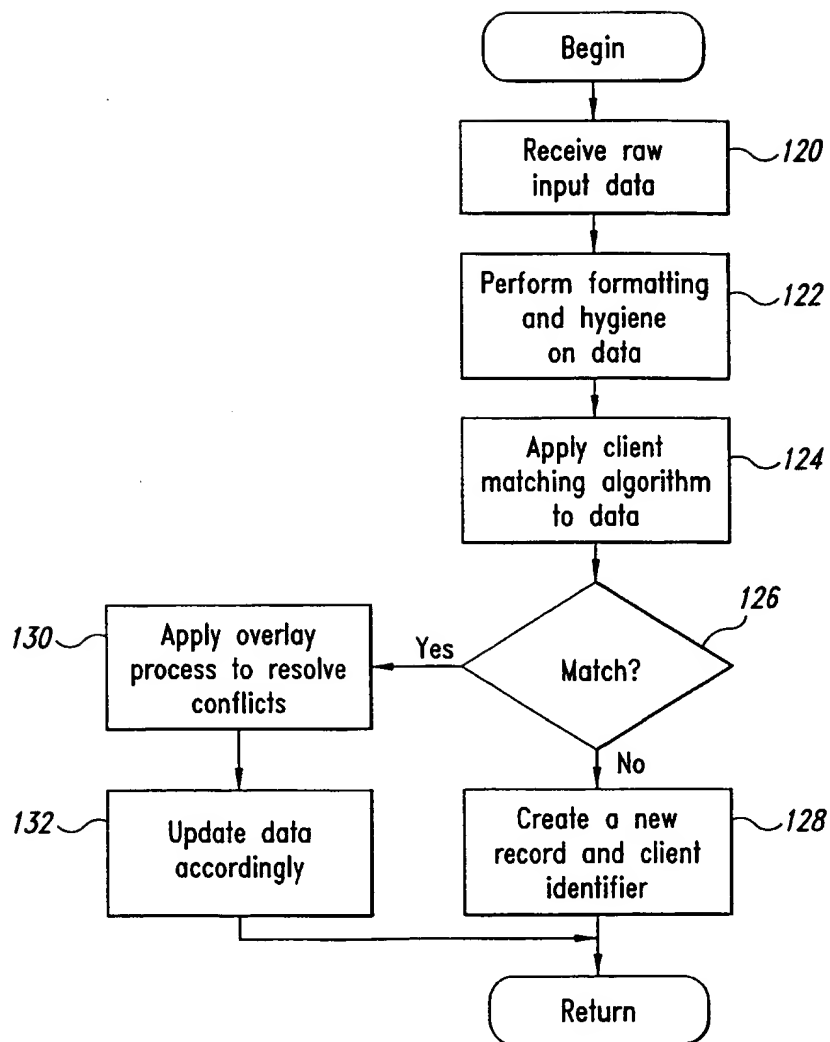 Begin
Receive raw
input data
120
Perform formatting
and hygiene
on data
122
Apply client
matching algorithm
to data
124
126
Match?
Yes
No
130
Apply overlay
process to resolve
conflicts
132
Update data
accordingly
Create a new
record and client
identifier
128
Return